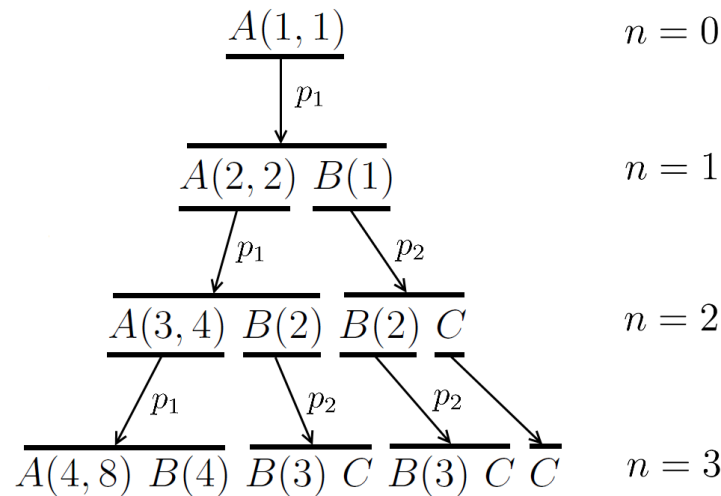 A(1,1) n = 0
p₁
A(2,2) B(1) n = 1
p₁ p₂
A(3,4) B(2) B(2) C n = 2
p₁ p₂ p₂
A(4,8) B(4) B(3) C B(3) C C n = 3